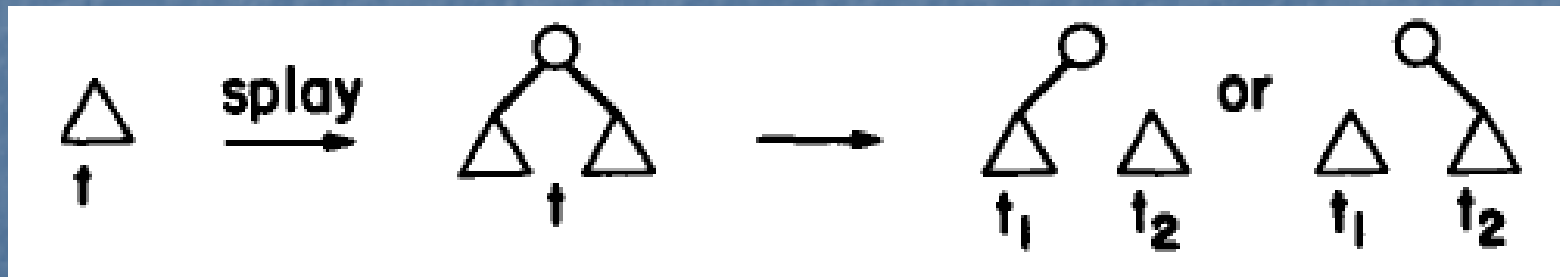 splay
or
t
t
t₁ t₂ t₁ t₂